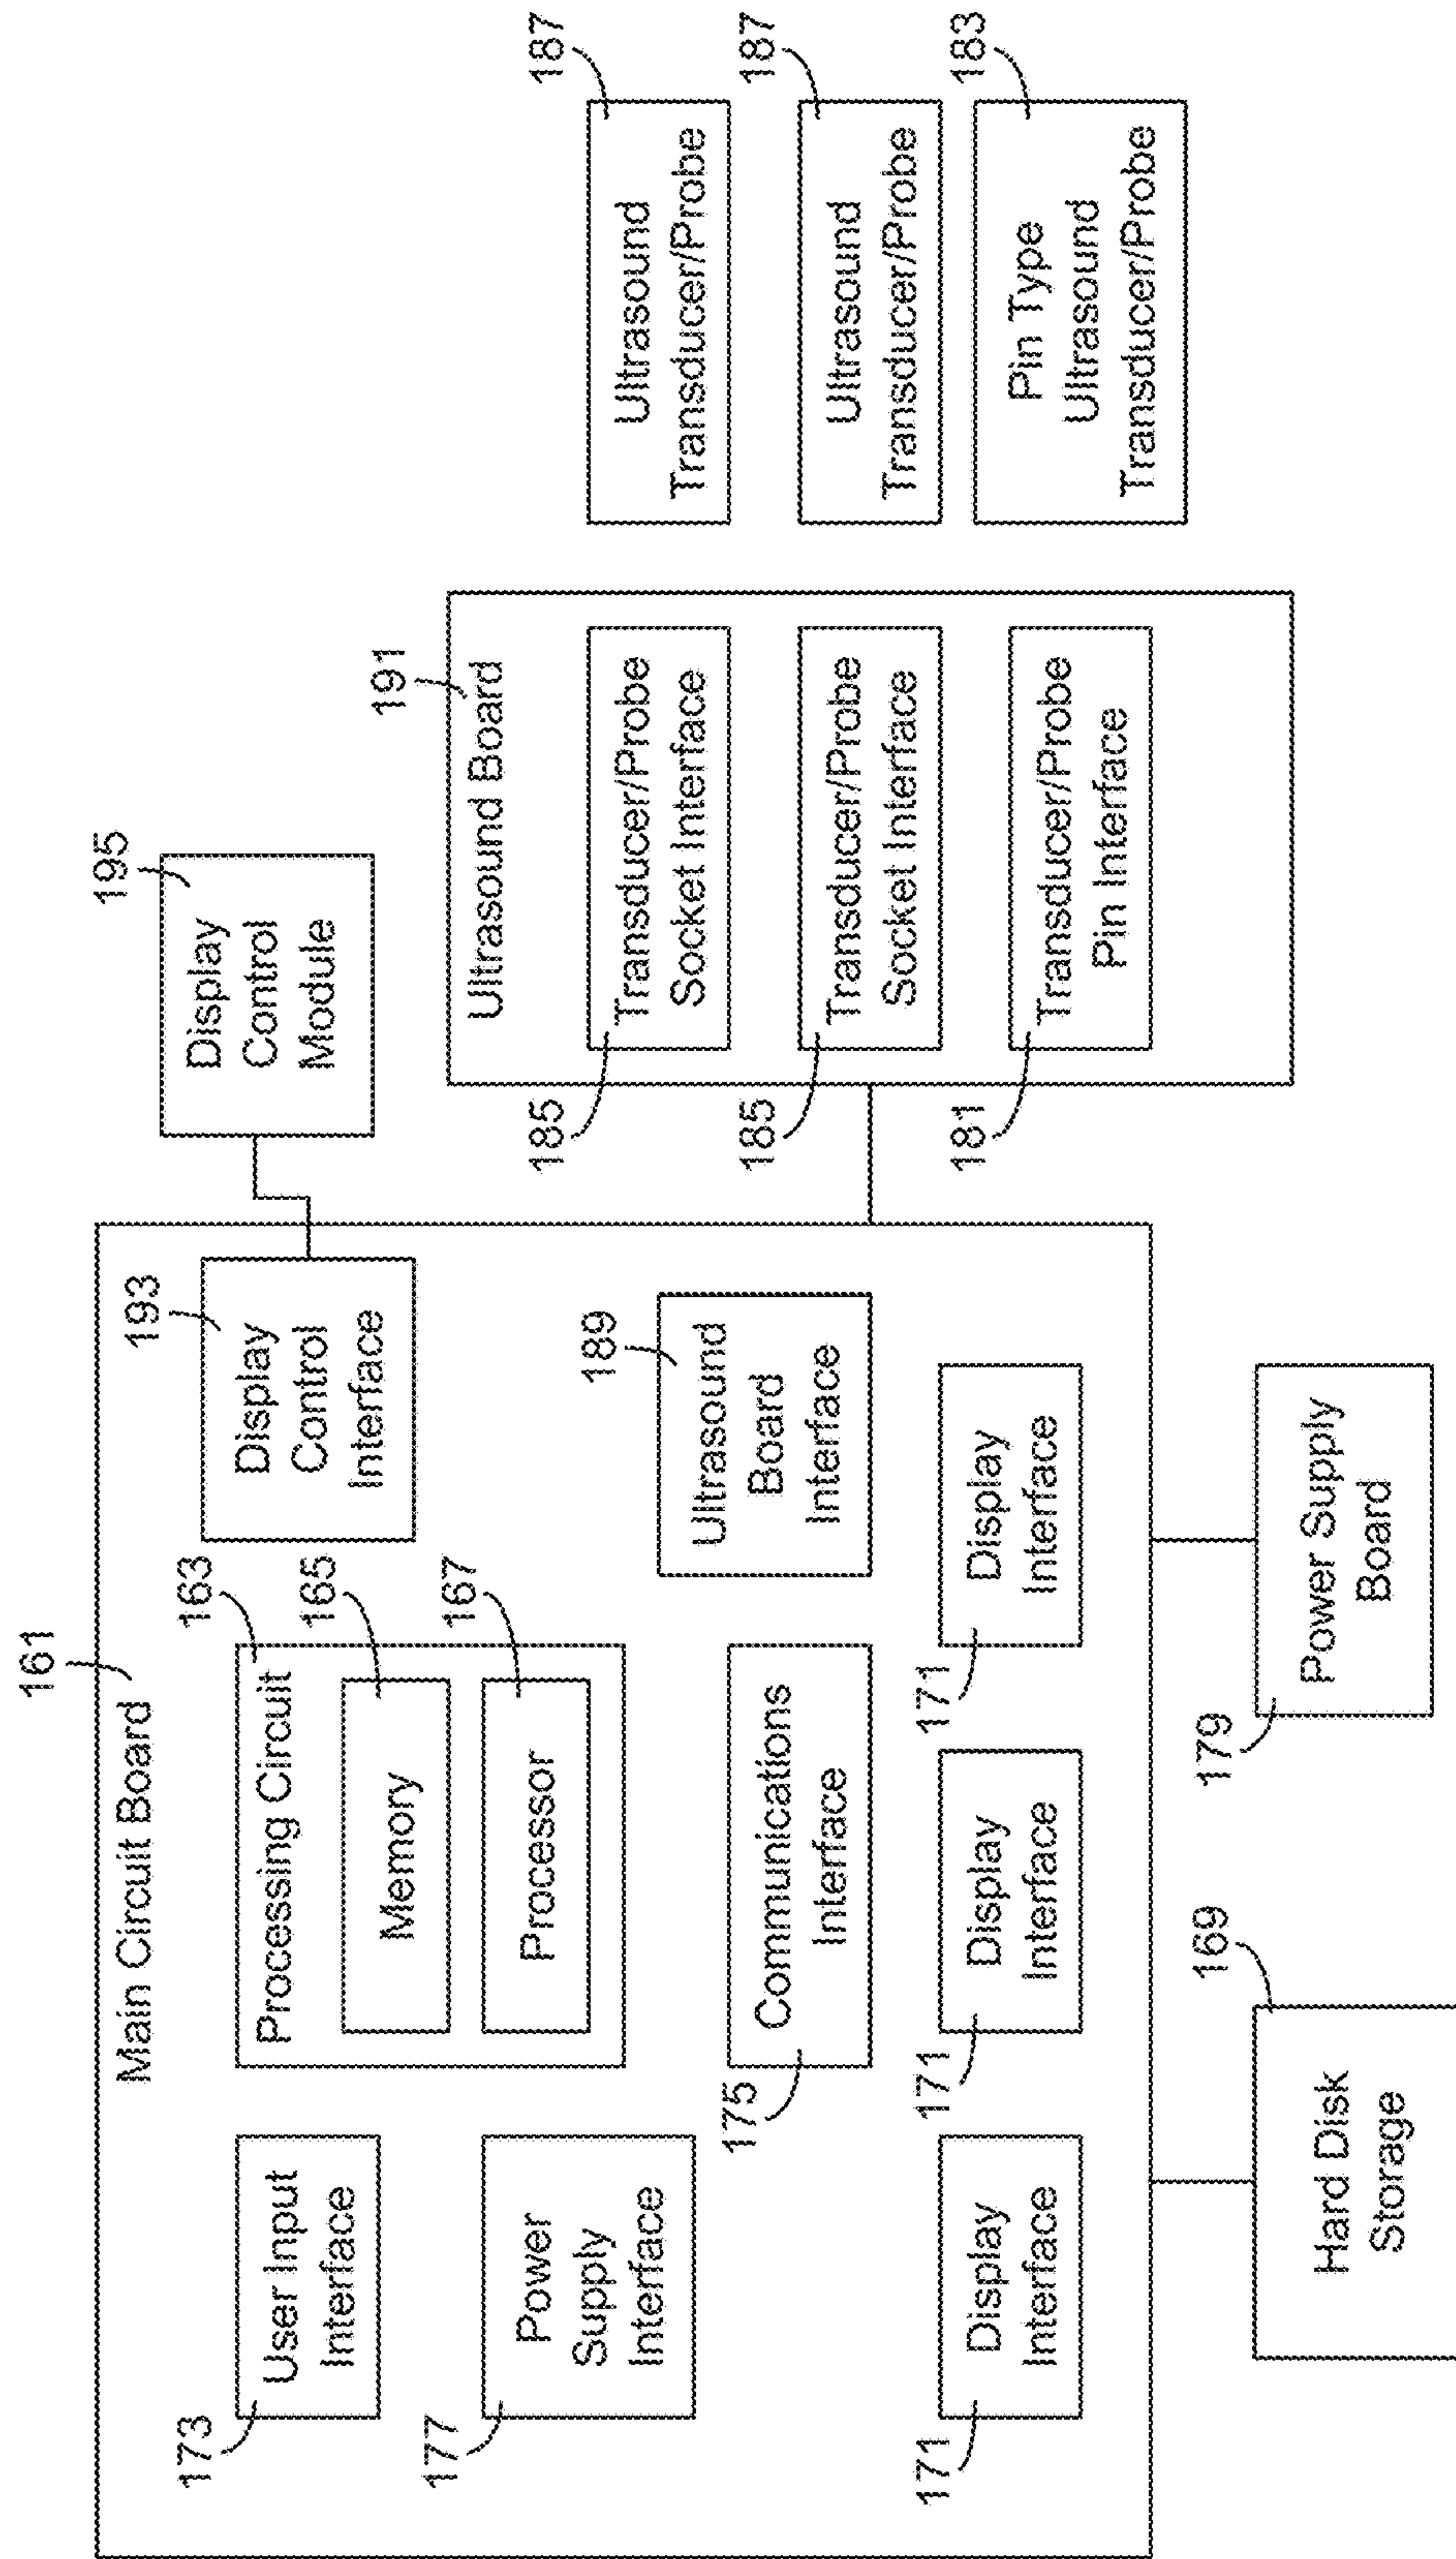 161
Main Circuit Board
173
User Input
Interface
163
Processing Circuit
165
Memory
167
Processor
193
Display
Control
Interface
195
Display
Control
Module
177
Power
Supply
Interface
175
Communications
Interface
189
Ultrasound
Board
Interface
171
Display
Interface
171
Display
Interface
171
Display
Interface
169
Hard Disk
Storage
179
Power Supply
Board
191
Ultrasound Board
185
Transducer/Probe
Socket Interface
185
Transducer/Probe
Socket Interface
181
Transducer/Probe
Pin Interface
187
Ultrasound
Transducer/Probe
187
Ultrasound
Transducer/Probe
183
Pin Type
Ultrasound
Transducer/Probe